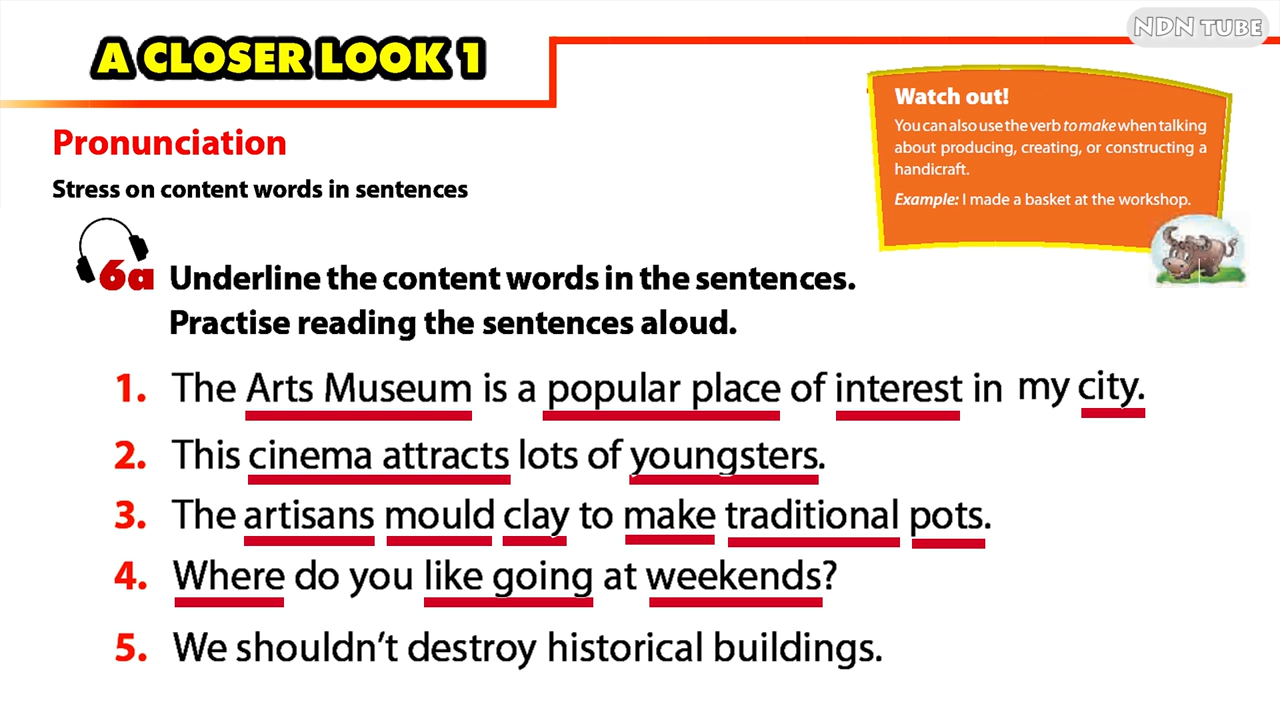 NDN TUBE
A CLOSER LOOK 1
Watch out!
You can also use the verb to make when talking
about producing, creating, or constructing a
handicraft.
Example: I made a basket at the workshop.
Pronunciation
Stress on content words in sentences
6a Underline the content words in the sentences.
Practise reading the sentences aloud.
1. The Arts Museum is a popular place of interest in my city.
2. This cinema attracts lots of youngsters.
3. The artisans mould clay to make traditional pots.
4. Where do you like going at weekends?
5. We shouldn't destroy historical buildings.